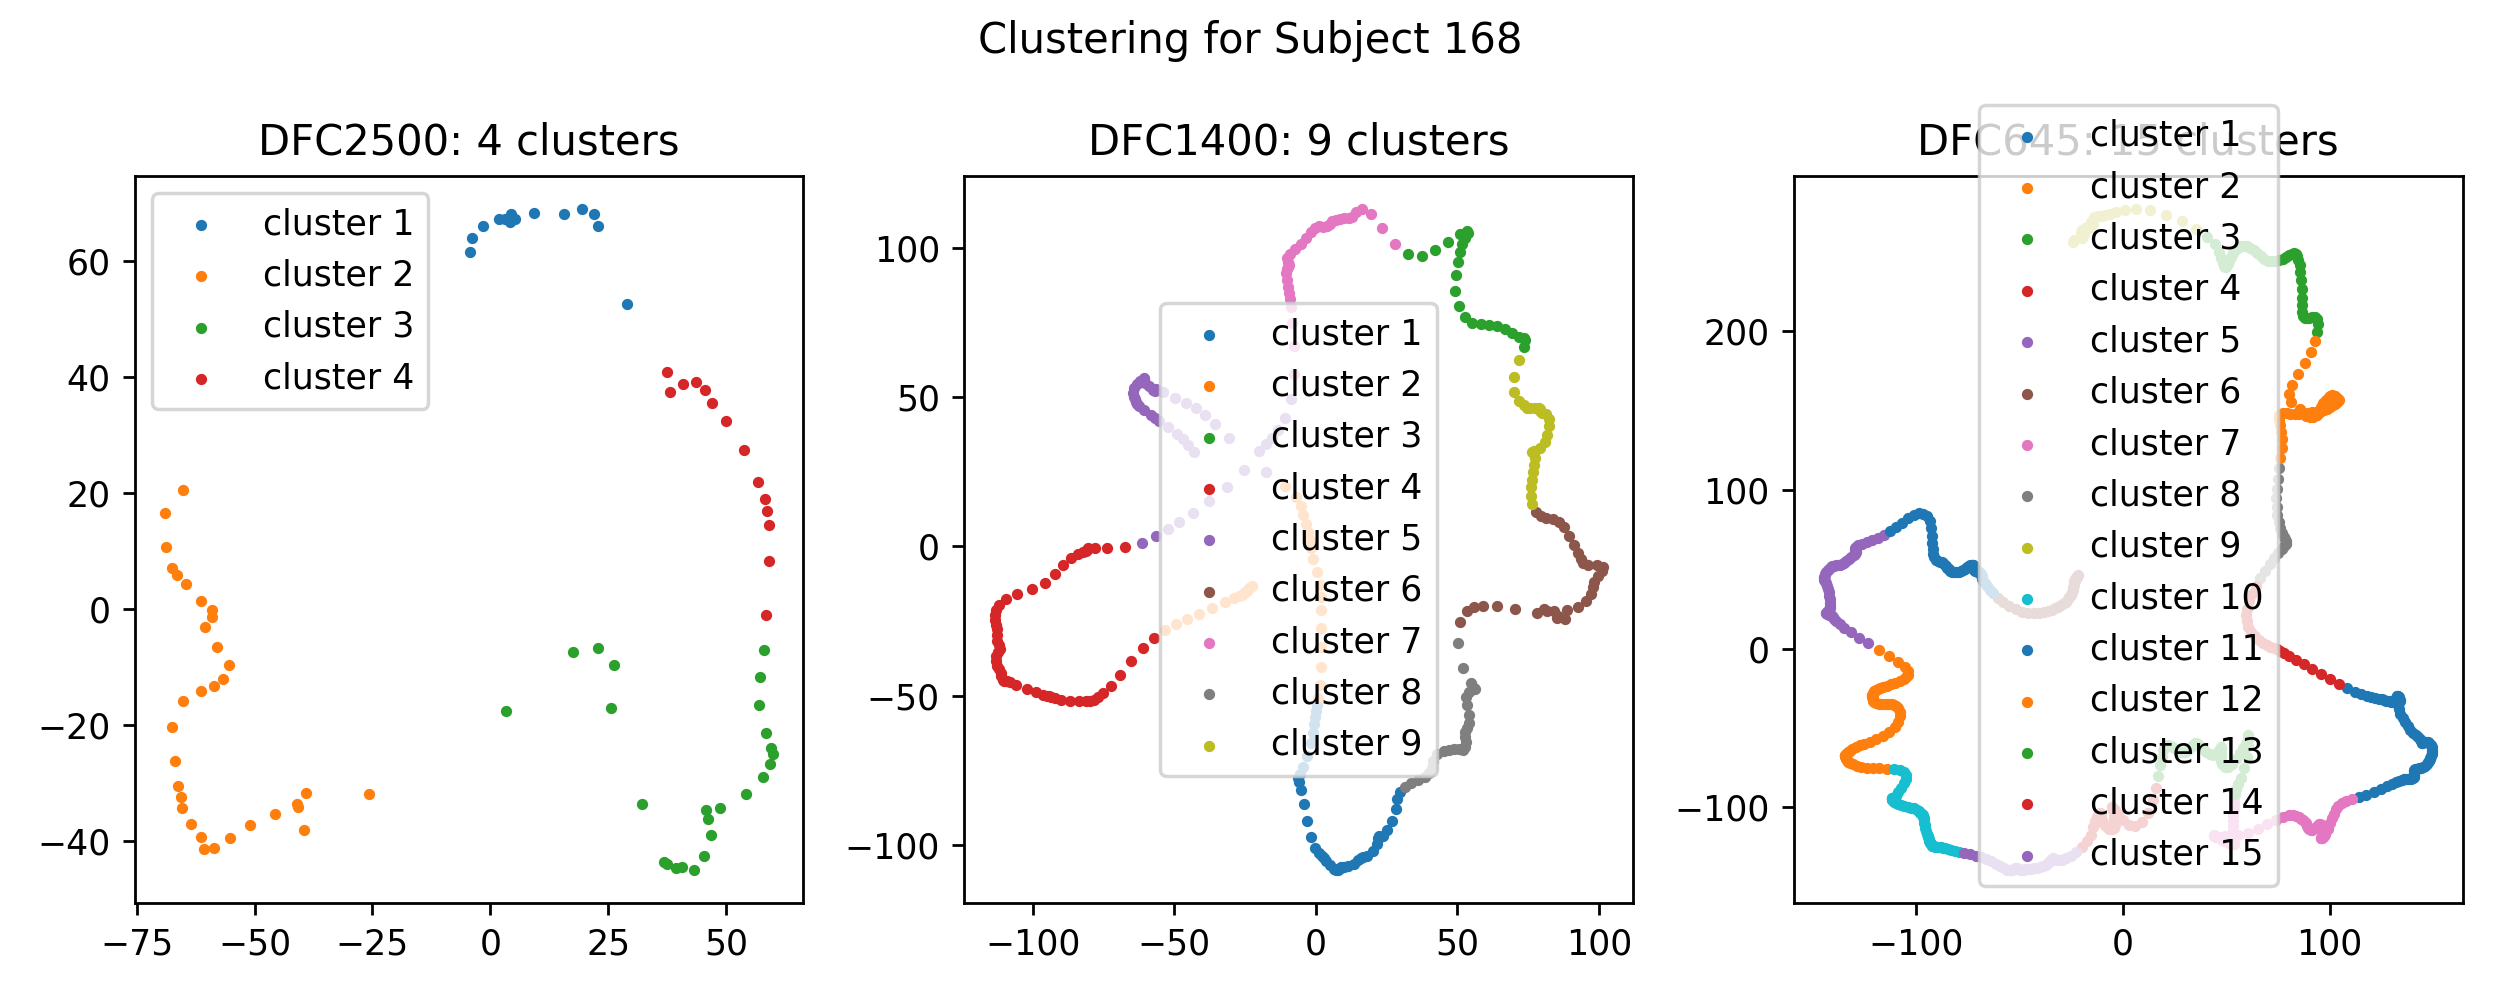 Clustering for Subject 168
DFC2500: 4 clusters
cluster 1
cluster 2
cluster 3
cluster 4
60
40
20
0
−20
−40
−75
−50
−25
0
25
50
DFC1400: 9 clusters
cluster 1
cluster 2
cluster 3
cluster 4
cluster 5
cluster 6
cluster 7
cluster 8
cluster 9
100
50
0
−50
−100
−100
−50
0
50
100
DFC645: 15 clusters
cluster 1
cluster 2
cluster 3
cluster 4
cluster 5
cluster 6
cluster 7
cluster 8
cluster 9
cluster 10
cluster 11
cluster 12
cluster 13
cluster 14
cluster 15
200
100
0
−100
−100
0
100